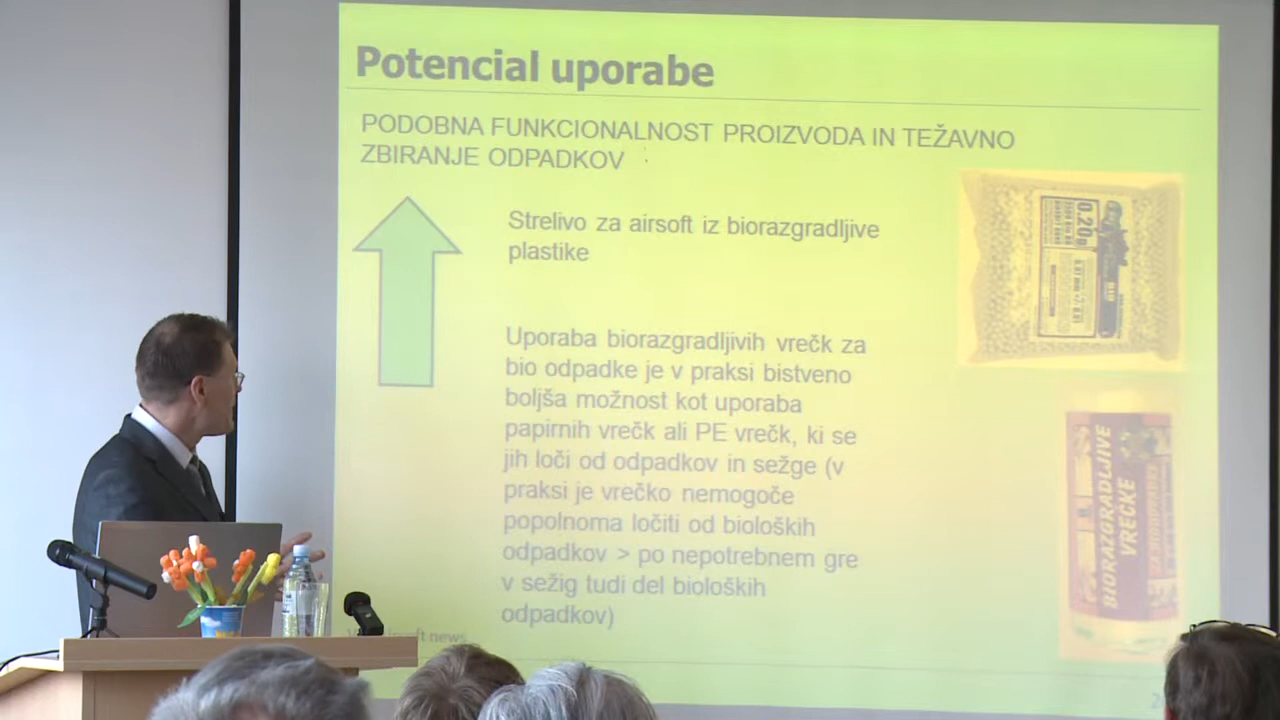 Potencial uporabe
PODOBNA FUNKCIONALNOST PROIZVODA IN TEŽAVNO
ZBIRANJE ODPADKOV
Strelivo za airsoft iz biorazgradljive
plastike
0.20g
Uporaba biorazgradljivih vrečk za
bio odpadke je v praksi bistveno
boljša možnost kot uporaba
papirnih vrečk ali PE vrečk, ki se
jih loči od odpadkov in sežge (v
praksi je vrečko nemogoče
popolnoma ločiti od bioloških
odpadkov > po nepotrebnem gre
v sežig tudi del bioloških
odpadkov)
BIORAZGRADLJIVE
VREČKE
news